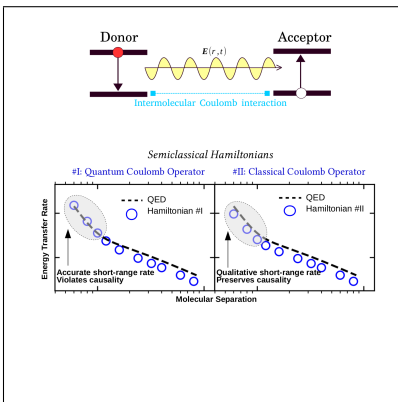 Donor
Acceptor
E(r,t)
Intermolecular Coulomb interaction
Semiclassical Hamiltonians
#I: Quantum Coulomb Operator
#II: Classical Coulomb Operator
Energy Transfer Rate
QED
Hamiltonian #I
Accurate short-range rate
Violates causality
QED
Hamiltonian #II
Qualitative short-range rate
Preserves causality
Molecular Separation